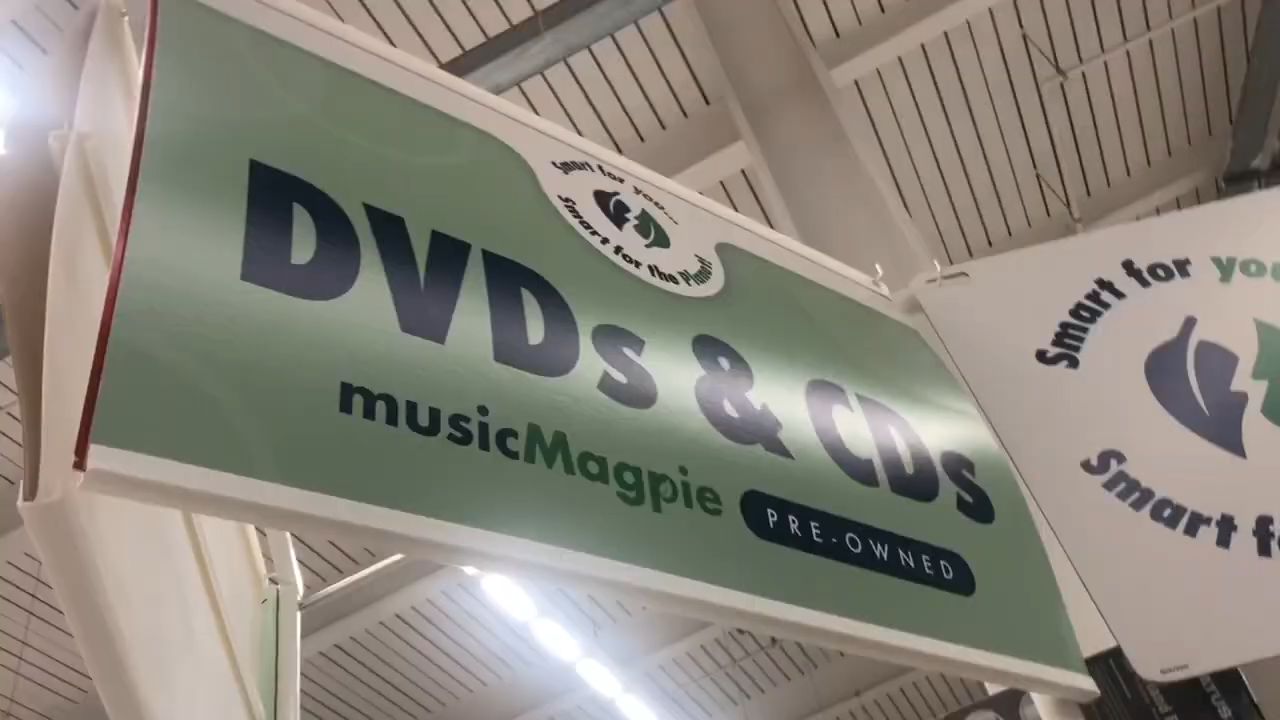 Smart for you...
Smart for the Planet!
DVDs & CDs
musicMagpie
PRE-OWNED
Smart for you
Smart fo